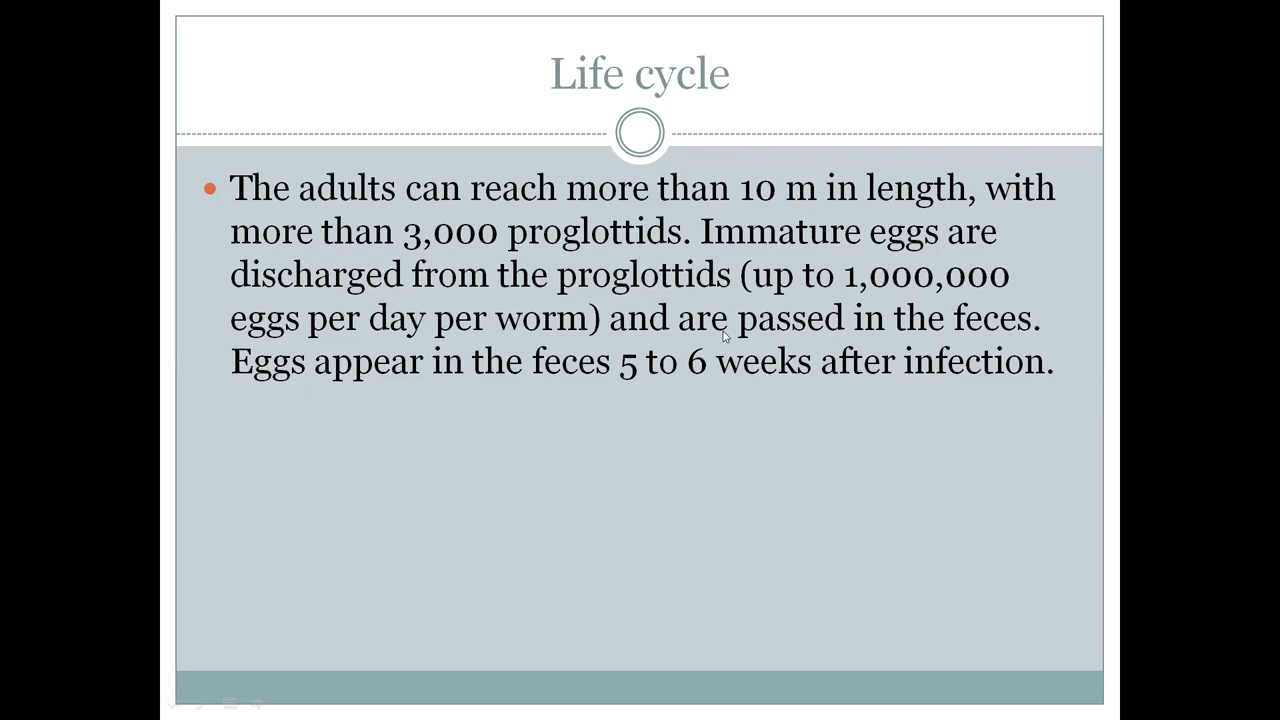 Life cycle
• The adults can reach more than 10 m in length, with
more than 3,000 proglottids. Immature eggs are
discharged from the proglottids (up to 1,000,000
eggs per day per worm) and are passed in the feces.
Eggs appear in the feces 5 to 6 weeks after infection.